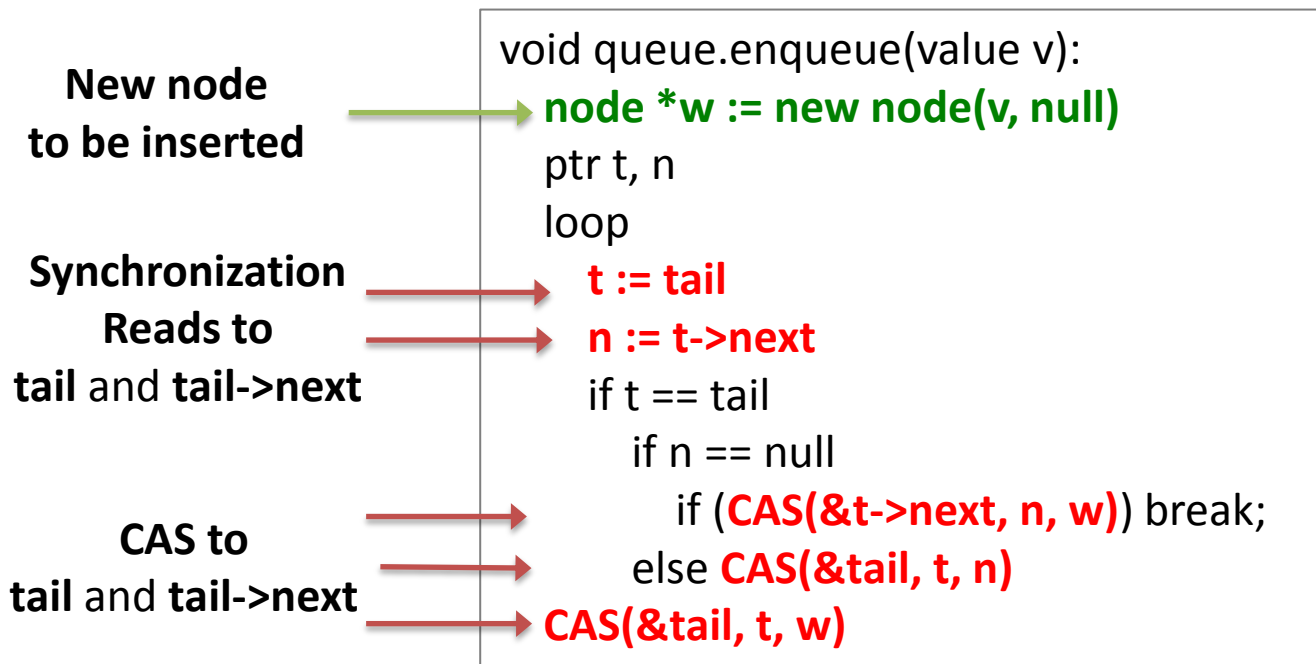 New node
to be inserted
Synchronization
Reads to
tail and tail->next
CAS to
tail and tail->next
void queue.enqueue(value v):
node *w := new node(v, null)
ptr t, n
loop
t := tail
n := t->next
if t == tail
if n == null
if (CAS(&t->next, n, w)) break;
else CAS(&tail, t, n)
CAS(&tail, t, w)